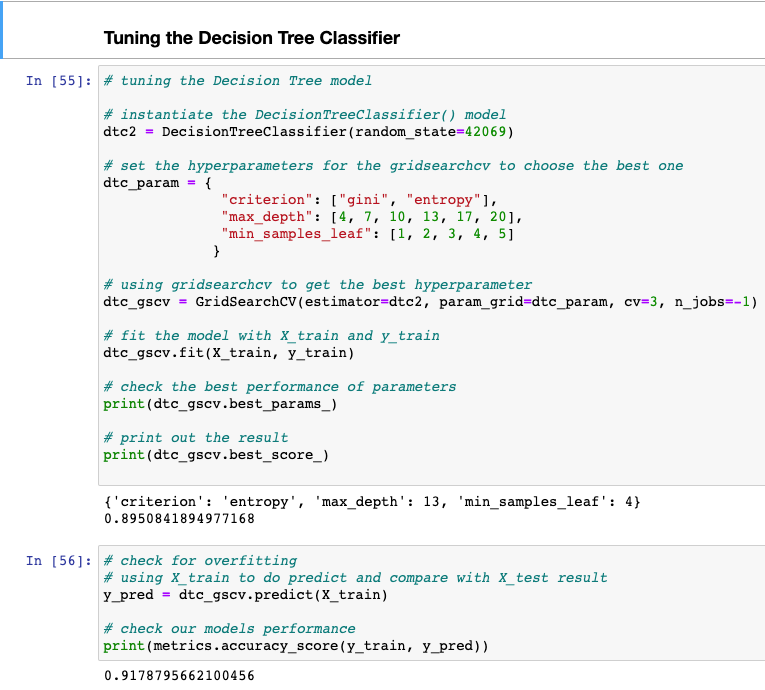 Tuning the Decision Tree Classifier
In [55]: # tuning the Decision Tree model
# instantiate the DecisionTreeClassifier() model
dtc2 = DecisionTreeClassifier(random_state=42069)
# set the hyperparameters for the gridsearchcv to choose the best one
dtc_param = {
"criterion": ["gini", "entropy"],
"max_depth": [4, 7, 10, 13, 17, 20],
"min_samples_leaf": [1, 2, 3, 4, 5]
}
# using gridsearchcv to get the best hyperparameter
dtc_gscv = GridSearchCV(estimator=dtc2, param_grid=dtc_param, cv=3, n_jobs=-1)
# fit the model with X_train and y_train
dtc_gscv.fit(X_train, y_train)
# check the best performance of parameters
print(dtc_gscv.best_params_)
# print out the result
print(dtc_gscv.best_score_)
{'criterion': 'entropy', 'max_depth': 13, 'min_samples_leaf': 4}
0.8950841894977168
In [56]: # check for overfitting
# using X_train to do predict and compare with X_test result
y_pred = dtc_gscv.predict(X_train)
# check our models performance
print(metrics.accuracy_score(y_train, y_pred))
0.9178795662100456